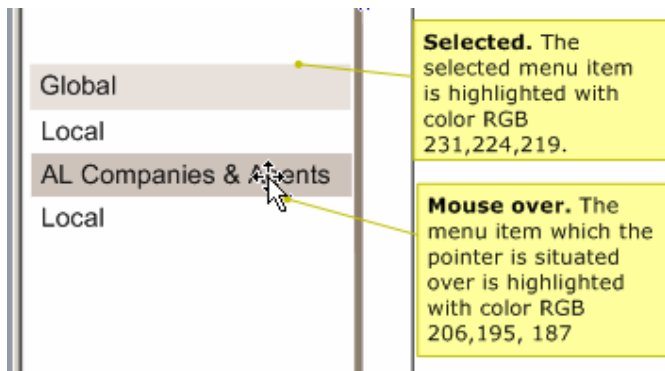 Global
Local
AL Companies & Agents
Local
Selected. The
selected menu item
is highlighted with
color RGB
231,224,219.
Mouse over. The
menu item which the
pointer is situated
over is highlighted
with color RGB
206,195, 187